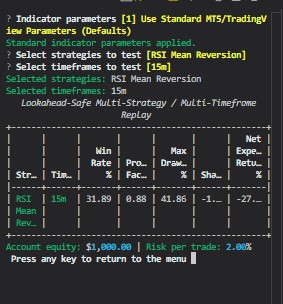 ? Indicator parameters [1] Use Standard MT5/TradingV
iew Parameters (Defaults)
Standard indicator parameters applied.
? Select strategies to test [RSI Mean Reversion]
? Select timeframes to test [15m]
Selected strategies: RSI Mean Reversion
Selected timeframes: 15m
Lookahead-Safe Multi-Strategy / Multi-Timeframe
Replay
Net
Win Max Expe…
Rate Pro… Draw… Retu…
Str… Tim… % Fac… % Sha… %
RSI 15m 31.89 0.88 41.86 -1.… -27.…
Mean
Rev…
Account equity: $1,000.00 | Risk per trade: 2.00%
Press any key to return to the menu